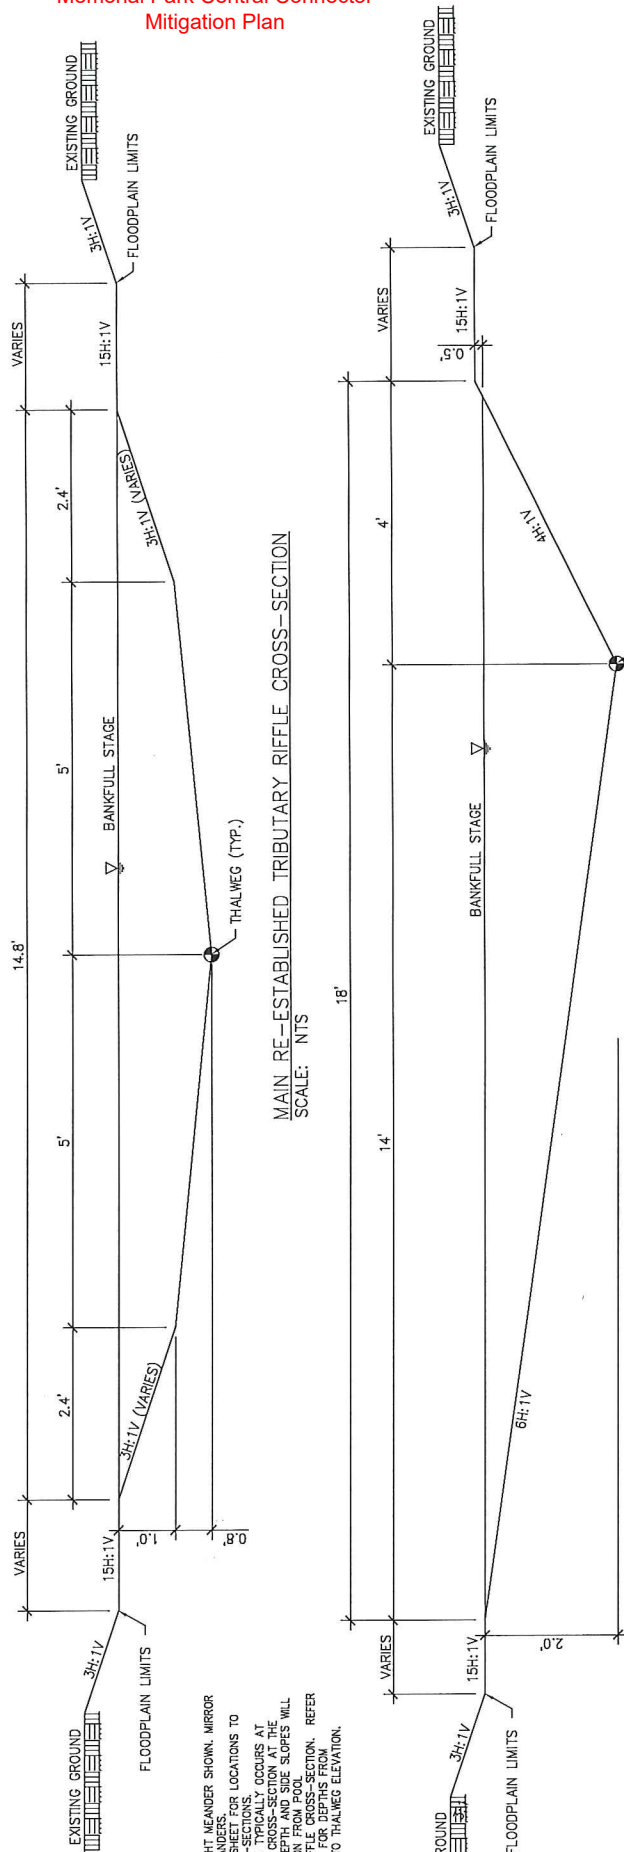 Memorial Park Central Connector
Mitigation Plan
EXISTING GROUND
3H:1V
FLOODPLAIN LIMITS
VARIES
15H:1V
14.8'
2.4'
3H:1V (VARIES)
5'
BANKFULL STAGE
5'
THALWEG (TYP.)
2.4'
3H:1V (VARIES)
1.0'
0.8'
VARIES
15H:1V
FLOODPLAIN LIMITS
3H:1V
EXISTING GROUND
MAIN RE-ESTABLISHED TRIBUTARY RIFFLE CROSS-SECTION
SCALE: NTS
HT MEANDER SHOWN. MIRROR
ANDERS.
SHEET FOR LOCATIONS TO
-SECTIONS.
TYPICALLY OCCURS AT
CROSS-SECTION AT THE
EPTH AND SIDE SLOPES WILL
N FROM POOL
FLE CROSS-SECTION. REFER
FOR DEPTHS FROM
TO THALWEG ELEVATION.
ROUND
3H:1V
FLOODPLAIN LIMITS
VARIES
15H:1V
2.0'
18'
14'
6H:1V
BANKFULL STAGE
4'
4H:1V
0.5'
VARIES
15H:1V
FLOODPLAIN LIMITS
3H:1V
EXISTING GROUND